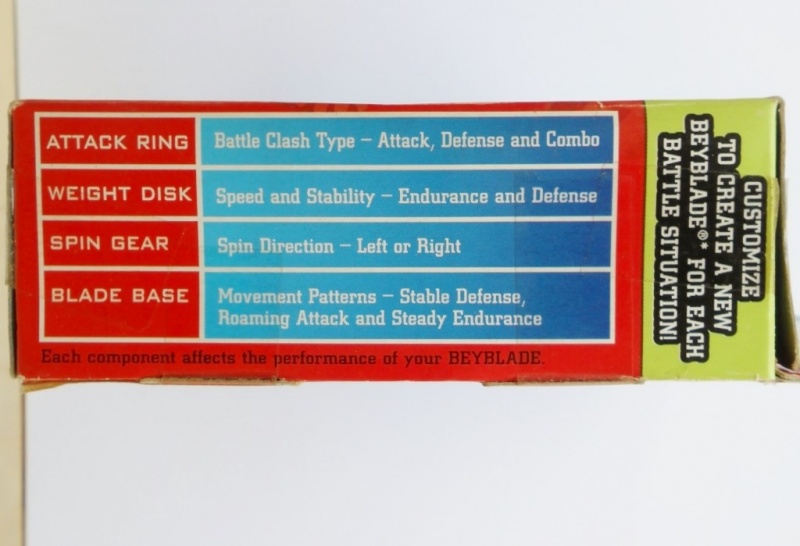 ATTACK RING
Battle Clash Type – Attack, Defense and Combo
WEIGHT DISK
Speed and Stability – Endurance and Defense
SPIN GEAR
Spin Direction – Left or Right
BLADE BASE
Movement Patterns – Stable Defense,
Roaming Attack and Steady Endurance
Each component affects the performance of your BEYBLADE.
CUSTOMIZE
TO CREATE A NEW
BEYBLADE®* FOR EACH
BATTLE SITUATION!